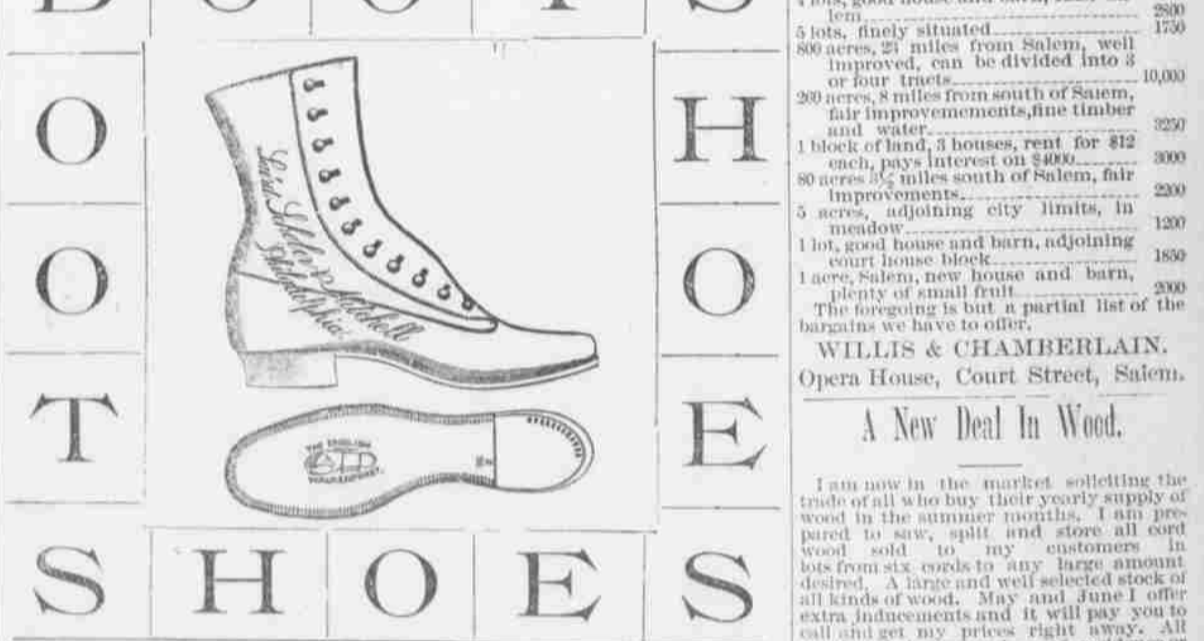 B O O T S
O H
O O
T E
S H O E S
Laird, Schober & Mitchell
Philadelphia
THE ENGLISH
WAUKENPHAST.
lem 2800
5 lots, finely situated 1750
800 acres, 2½ miles from Salem, well
improved, can be divided into 3
or four tracts 10,000
260 acres, 8 miles from south of Salem,
fair improvemements,fine timber
and water 3250
1 block of land, 3 houses, rent for $12
each, pays interest on $4000 3000
80 acres 3½ miles south of Salem, fair
improvements 2200
5 acres, adjoining city limits, in
meadow 1200
1 lot, good house and barn, adjoining
court house block 1850
1 acre, Salem, new house and barn,
plenty of small fruit 2000
The foregoing is but a partial list of the
bargains we have to offer.
WILLIS & CHAMBERLAIN.
Opera House, Court Street, Salem.
A New Deal In Wood.
I am now in the market soliciting the
trade of all who buy their yearly supply of
wood in the summer months. I am pre-
pared to saw, split and store all cord
wood sold to my customers in
lots from six cords to any large amount
desired. A large and well selected stock of
all kinds of wood. May and June I offer
extra inducements and it will pay you to
call and get my prices right away. All